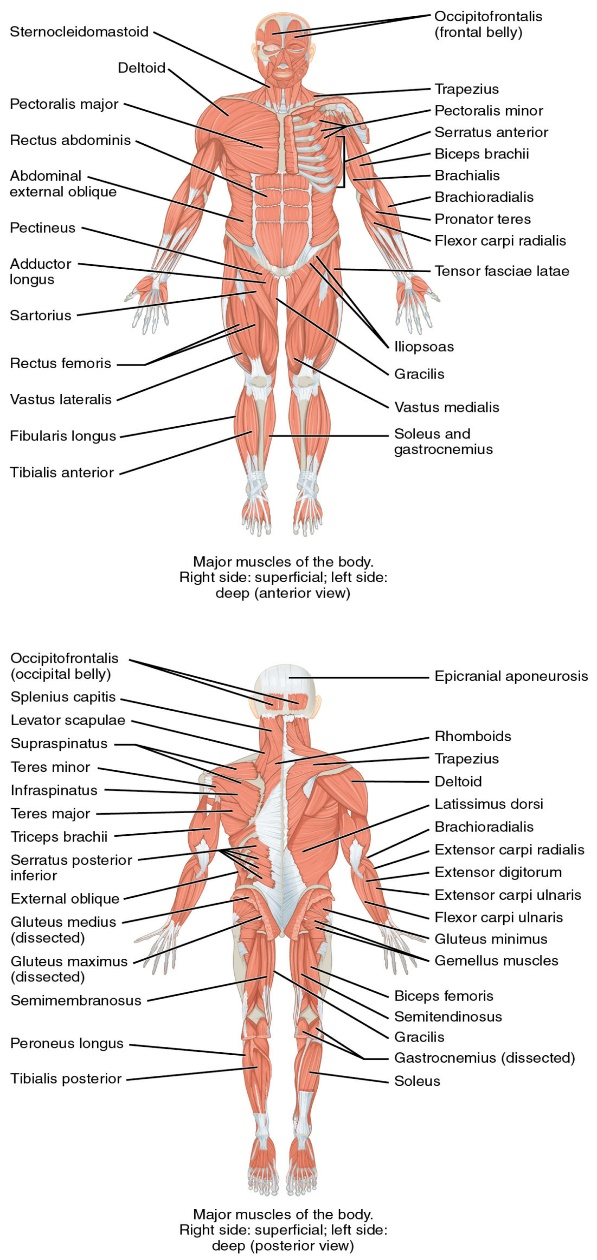 Sternocleidomastoid
Deltoid
Pectoralis major
Rectus abdominis
Abdominal
external oblique
Pectineus
Adductor
longus
Sartorius
Rectus femoris
Vastus lateralis
Fibularis longus
Tibialis anterior
Occipitofrontalis
(frontal belly)
Trapezius
Pectoralis minor
Serratus anterior
Biceps brachii
Brachialis
Brachioradialis
Pronator teres
Flexor carpi radialis
Tensor fasciae latae
Iliopsoas
Gracilis
Vastus medialis
Soleus and
gastrocnemius
Major muscles of the body.
Right side: superficial; left side:
deep (anterior view)
Occipitofrontalis
(occipital belly)
Splenius capitis
Levator scapulae
Supraspinatus
Teres minor
Infraspinatus
Teres major
Triceps brachii
Serratus posterior
inferior
External oblique
Gluteus medius
(dissected)
Gluteus maximus
(dissected)
Semimembranosus
Peroneus longus
Tibialis posterior
Epicranial aponeurosis
Rhomboids
Trapezius
Deltoid
Latissimus dorsi
Brachioradialis
Extensor carpi radialis
Extensor digitorum
Extensor carpi ulnaris
Flexor carpi ulnaris
Gluteus minimus
Gemellus muscles
Biceps femoris
Semitendinosus
Gracilis
Gastrocnemius (dissected)
Soleus
Major muscles of the body.
Right side: superficial; left side:
deep (posterior view)